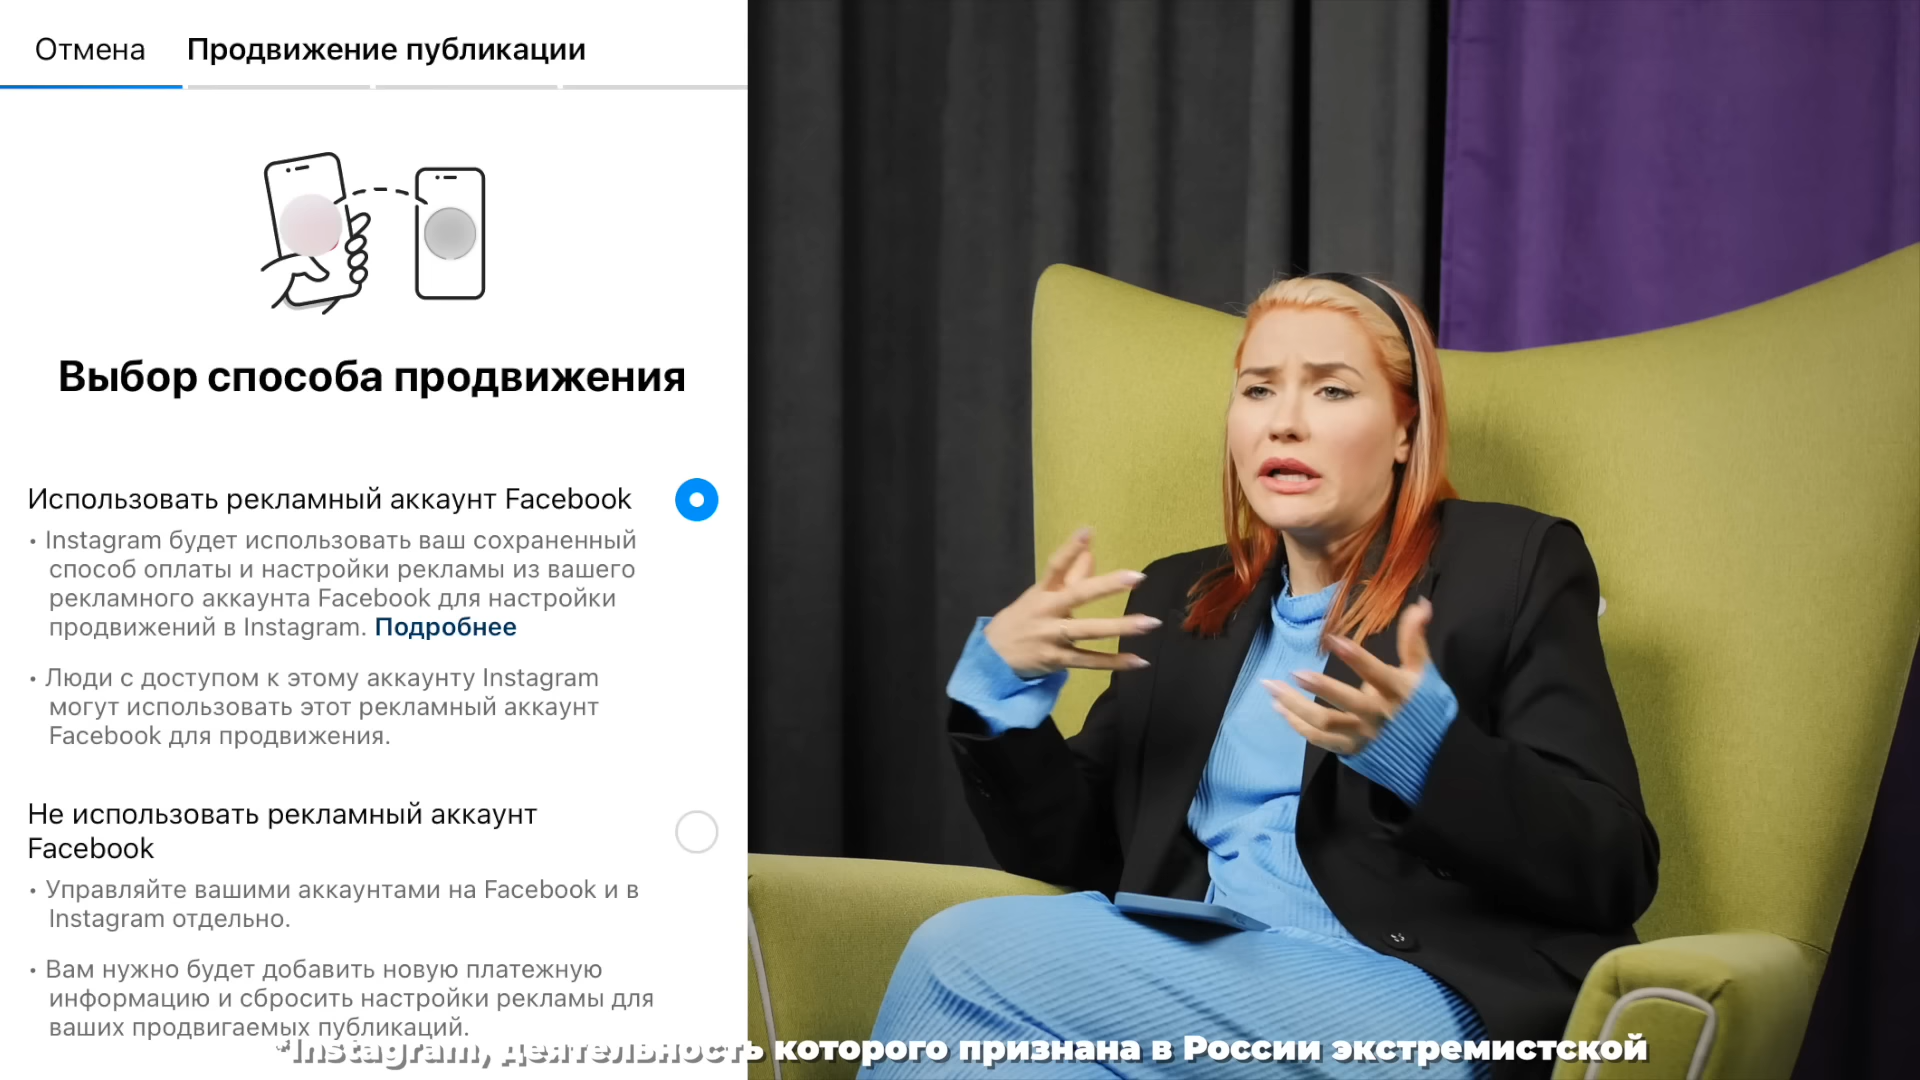 Отмена Продвижение публикации
Выбор способа продвижения
Использовать рекламный аккаунт Facebook
• Instagram будет использовать ваш сохраненный
способ оплаты и настройки рекламы из вашего
рекламного аккаунта Facebook для настройки
продвижений в Instagram. Подробнее
• Люди с доступом к этому аккаунту Instagram
могут использовать этот рекламный аккаунт
Facebook для продвижения.
Не использовать рекламный аккаунт
Facebook
• Управляйте вашими аккаунтами на Facebook и в
Instagram отдельно.
• Вам нужно будет добавить новую платежную
информацию и сбросить настройки рекламы для
ваших продвигаемых публикаций.
*Instagram, деятельность которого признана в России экстремистской